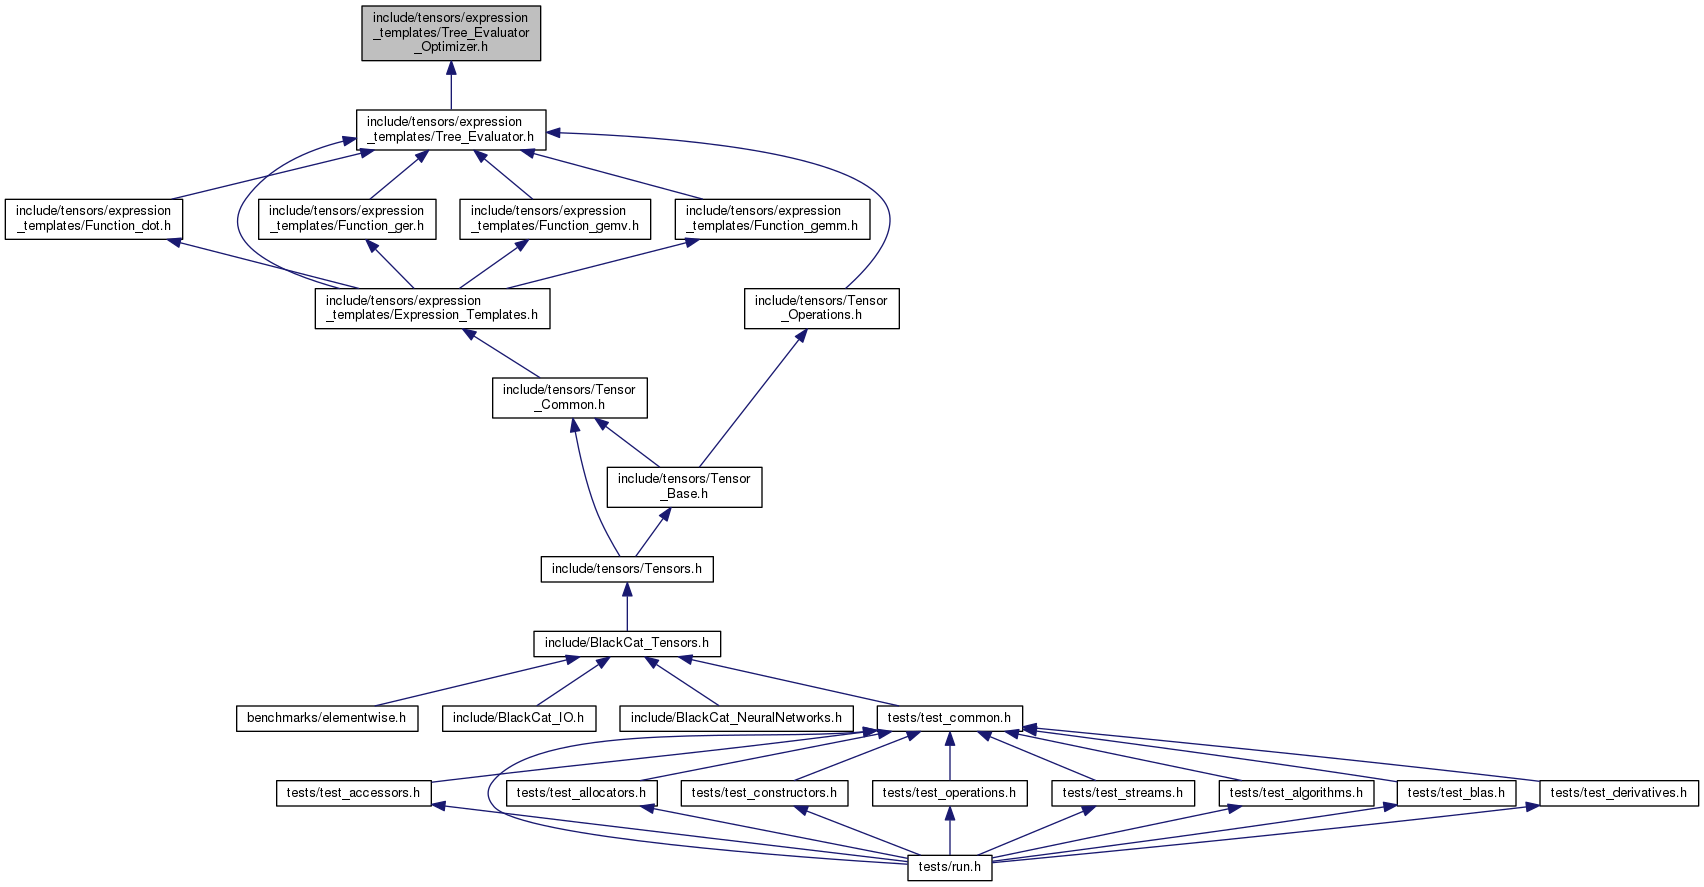 include/tensors/expression
_templates/Tree_Evaluator
_Optimizer.h
include/tensors/expression
_templates/Tree_Evaluator.h
include/tensors/expression
_templates/Function_dot.h
include/tensors/expression
_templates/Function_ger.h
include/tensors/expression
_templates/Function_gemv.h
include/tensors/expression
_templates/Function_gemm.h
include/tensors/expression
_templates/Expression_Templates.h
include/tensors/Tensor
_Operations.h
include/tensors/Tensor
_Common.h
include/tensors/Tensor
_Base.h
include/tensors/Tensors.h
include/BlackCat_Tensors.h
benchmarks/elementwise.h
include/BlackCat_IO.h
include/BlackCat_NeuralNetworks.h
tests/test_common.h
tests/test_accessors.h
tests/test_allocators.h
tests/test_constructors.h
tests/test_operations.h
tests/test_streams.h
tests/test_algorithms.h
tests/test_blas.h
tests/test_derivatives.h
tests/run.h